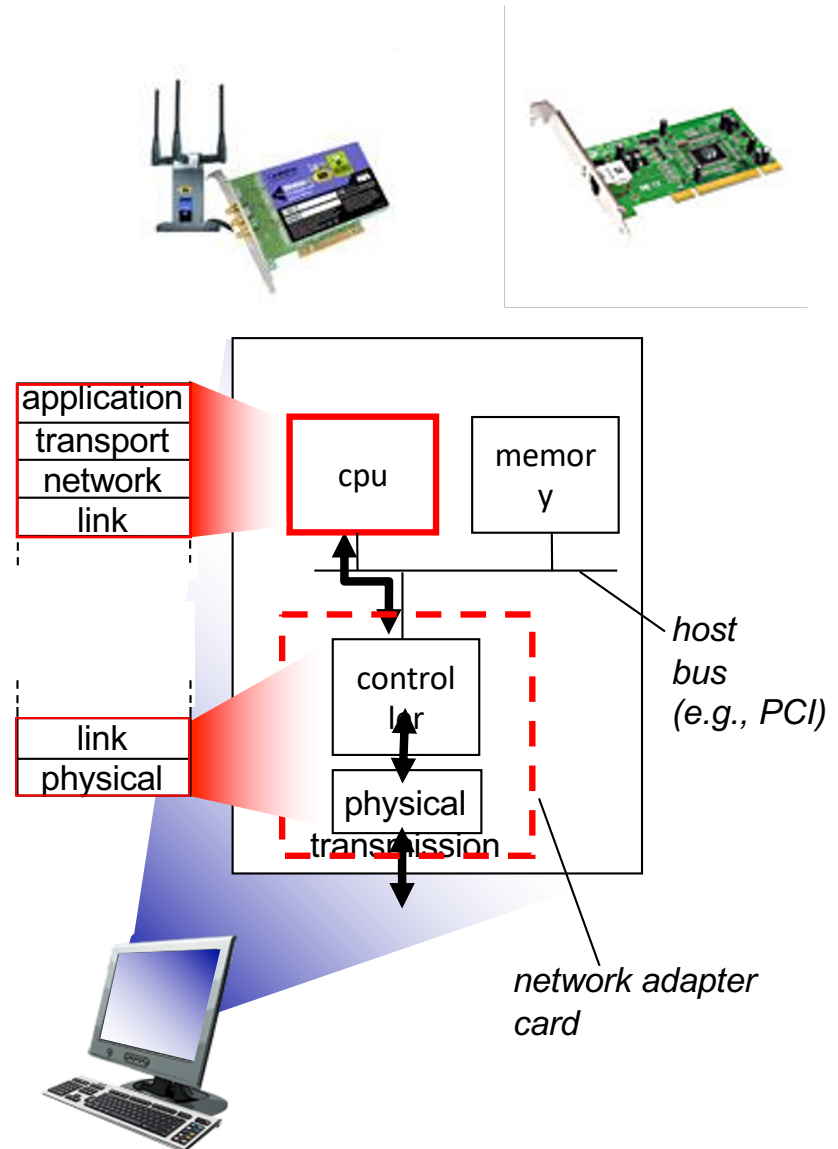 application
transport
network
link
cpu
memor
y
host
bus
(e.g., PCI)
control
ler
link
physical
physical
transmission
network adapter
card